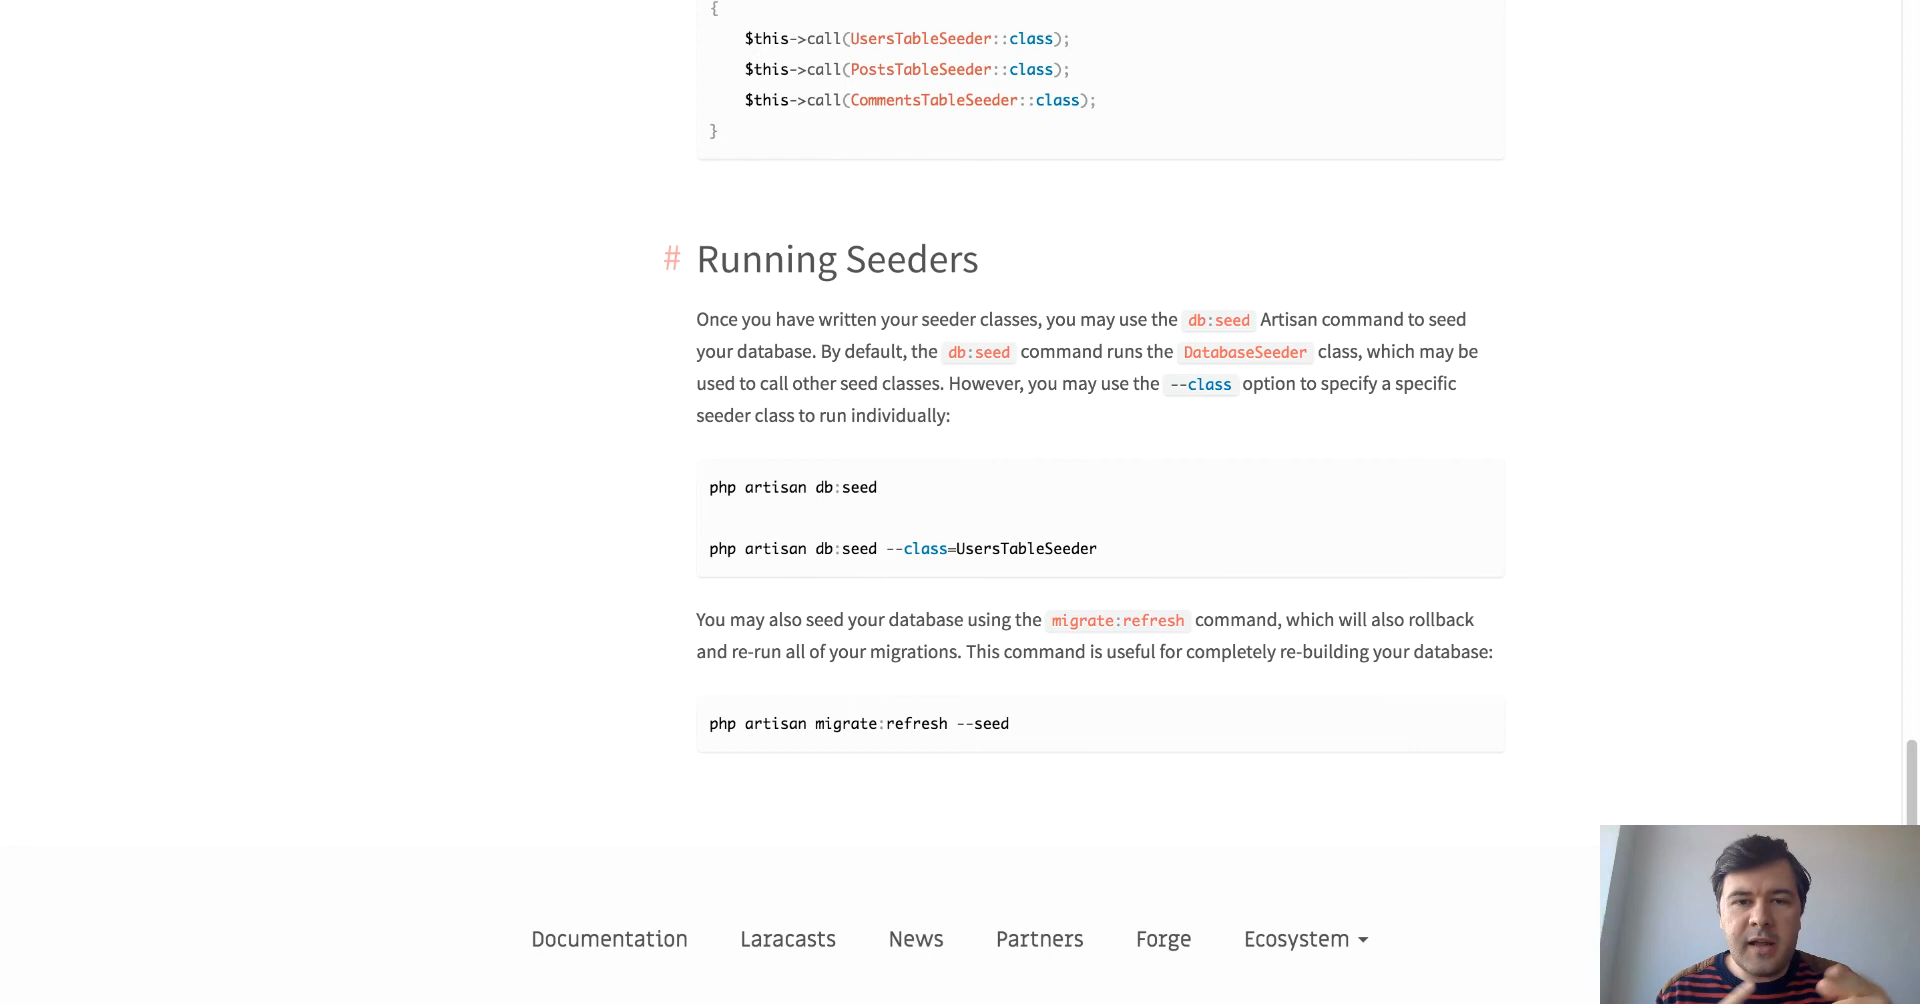 {
$this->call(UsersTableSeeder::class);
$this->call(PostsTableSeeder::class);
$this->call(CommentsTableSeeder::class);
}
# Running Seeders
Once you have written your seeder classes, you may use the db:seed Artisan command to seed
your database. By default, the db:seed command runs the DatabaseSeeder class, which may be
used to call other seed classes. However, you may use the --class option to specify a specific
seeder class to run individually:
php artisan db:seed
php artisan db:seed --class=UsersTableSeeder
You may also seed your database using the migrate:refresh command, which will also rollback
and re-run all of your migrations. This command is useful for completely re-building your database:
php artisan migrate:refresh --seed
Documentation Laracasts News Partners Forge Ecosystem